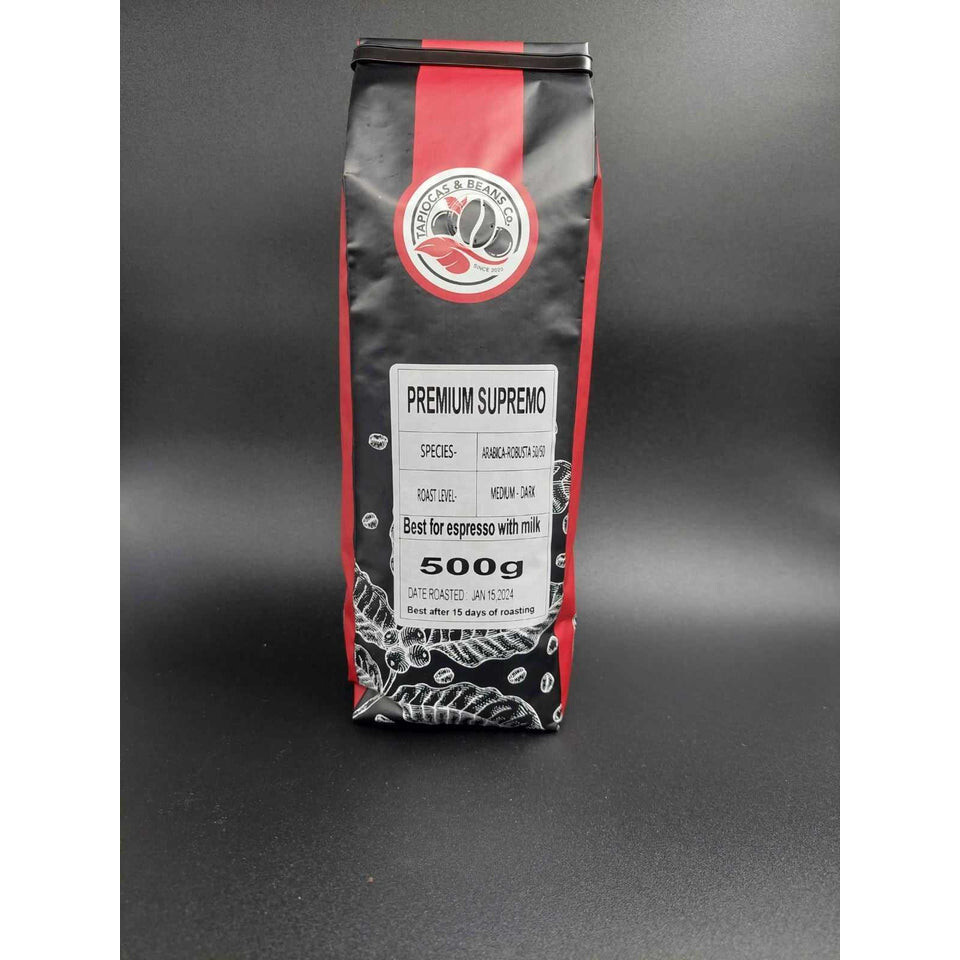 TAPIOCAS & BEANS Co.
SINCE 2020
PREMIUM SUPREMO
SPECIES- ARABICA-ROBUSTA 50/50
ROAST LEVEL- MEDIUM - DARK
Best for espresso with milk
500g
DATE ROASTED : JAN 15,2024
Best after 15 days of roasting